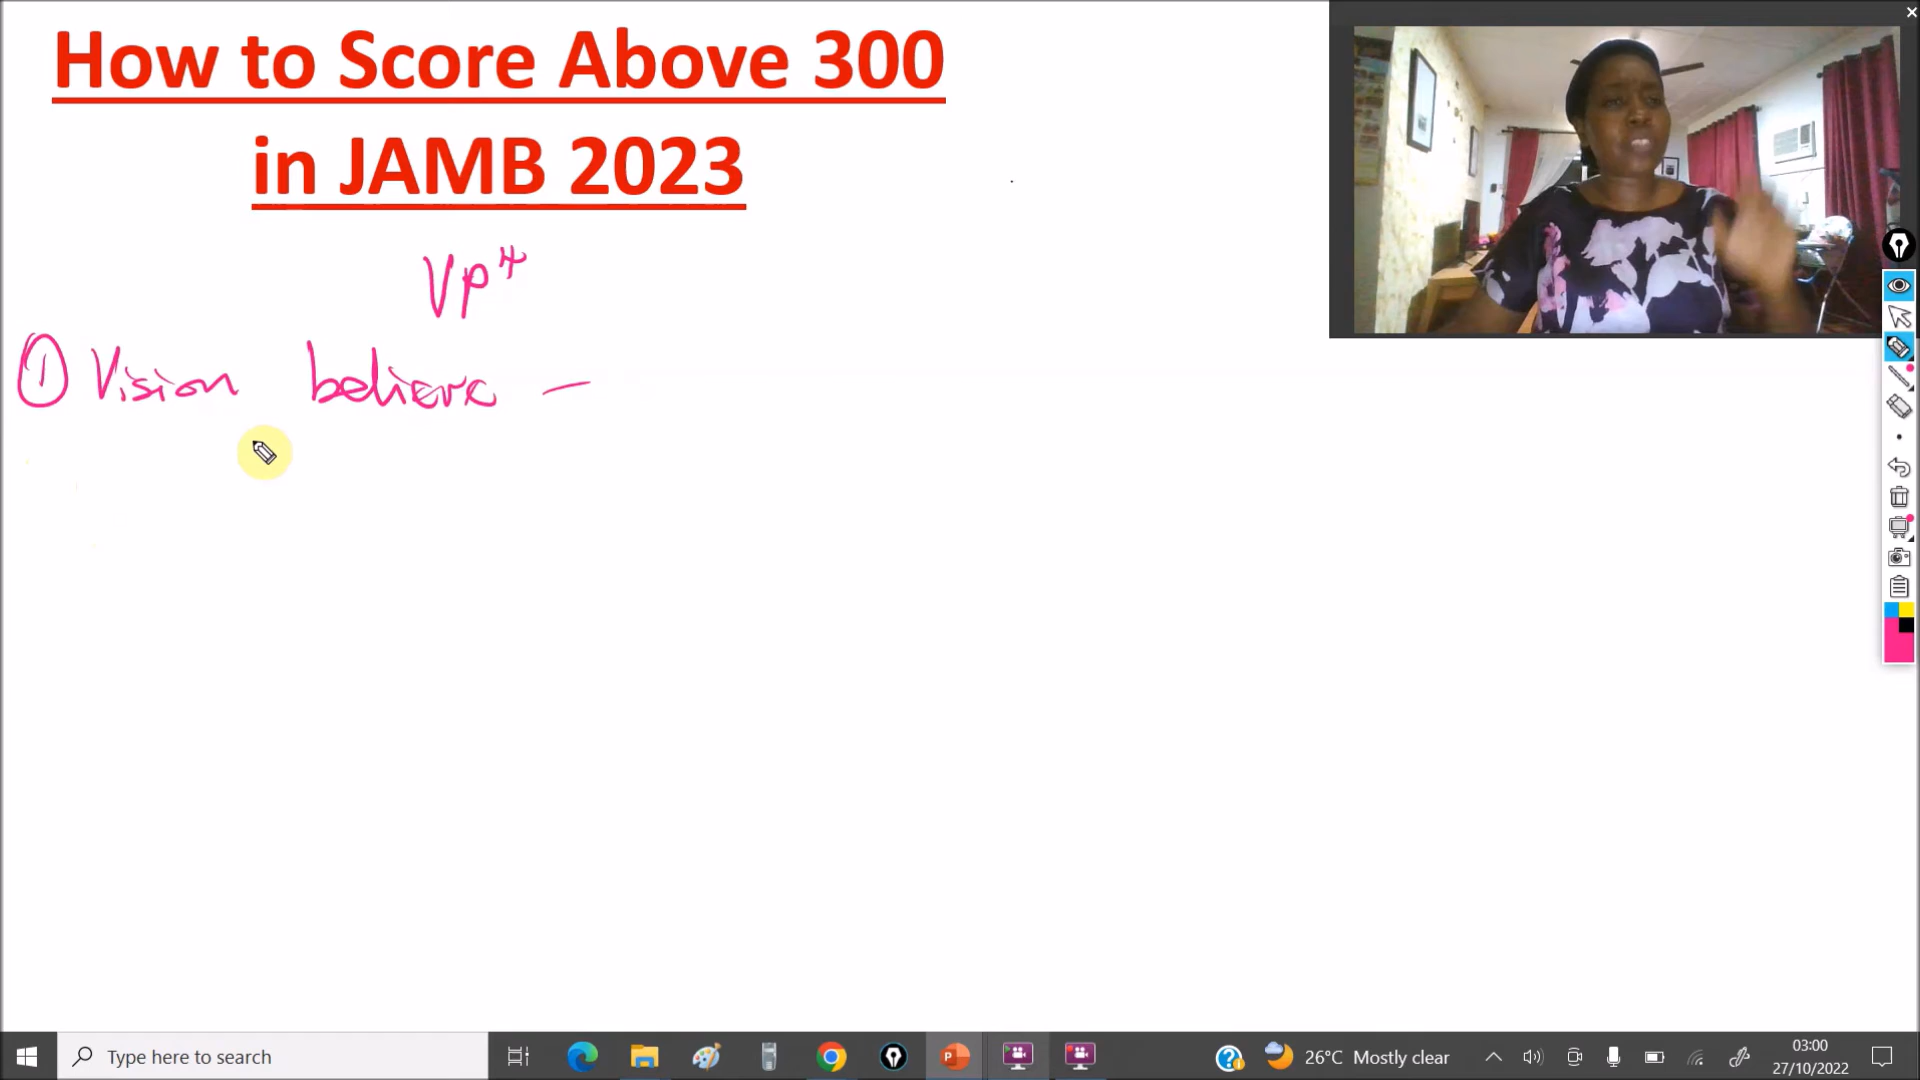 How to Score Above 300
in JAMB 2023
VP⁴
① Vision believe —
Type here to search
26°C Mostly clear
03:00
27/10/2022